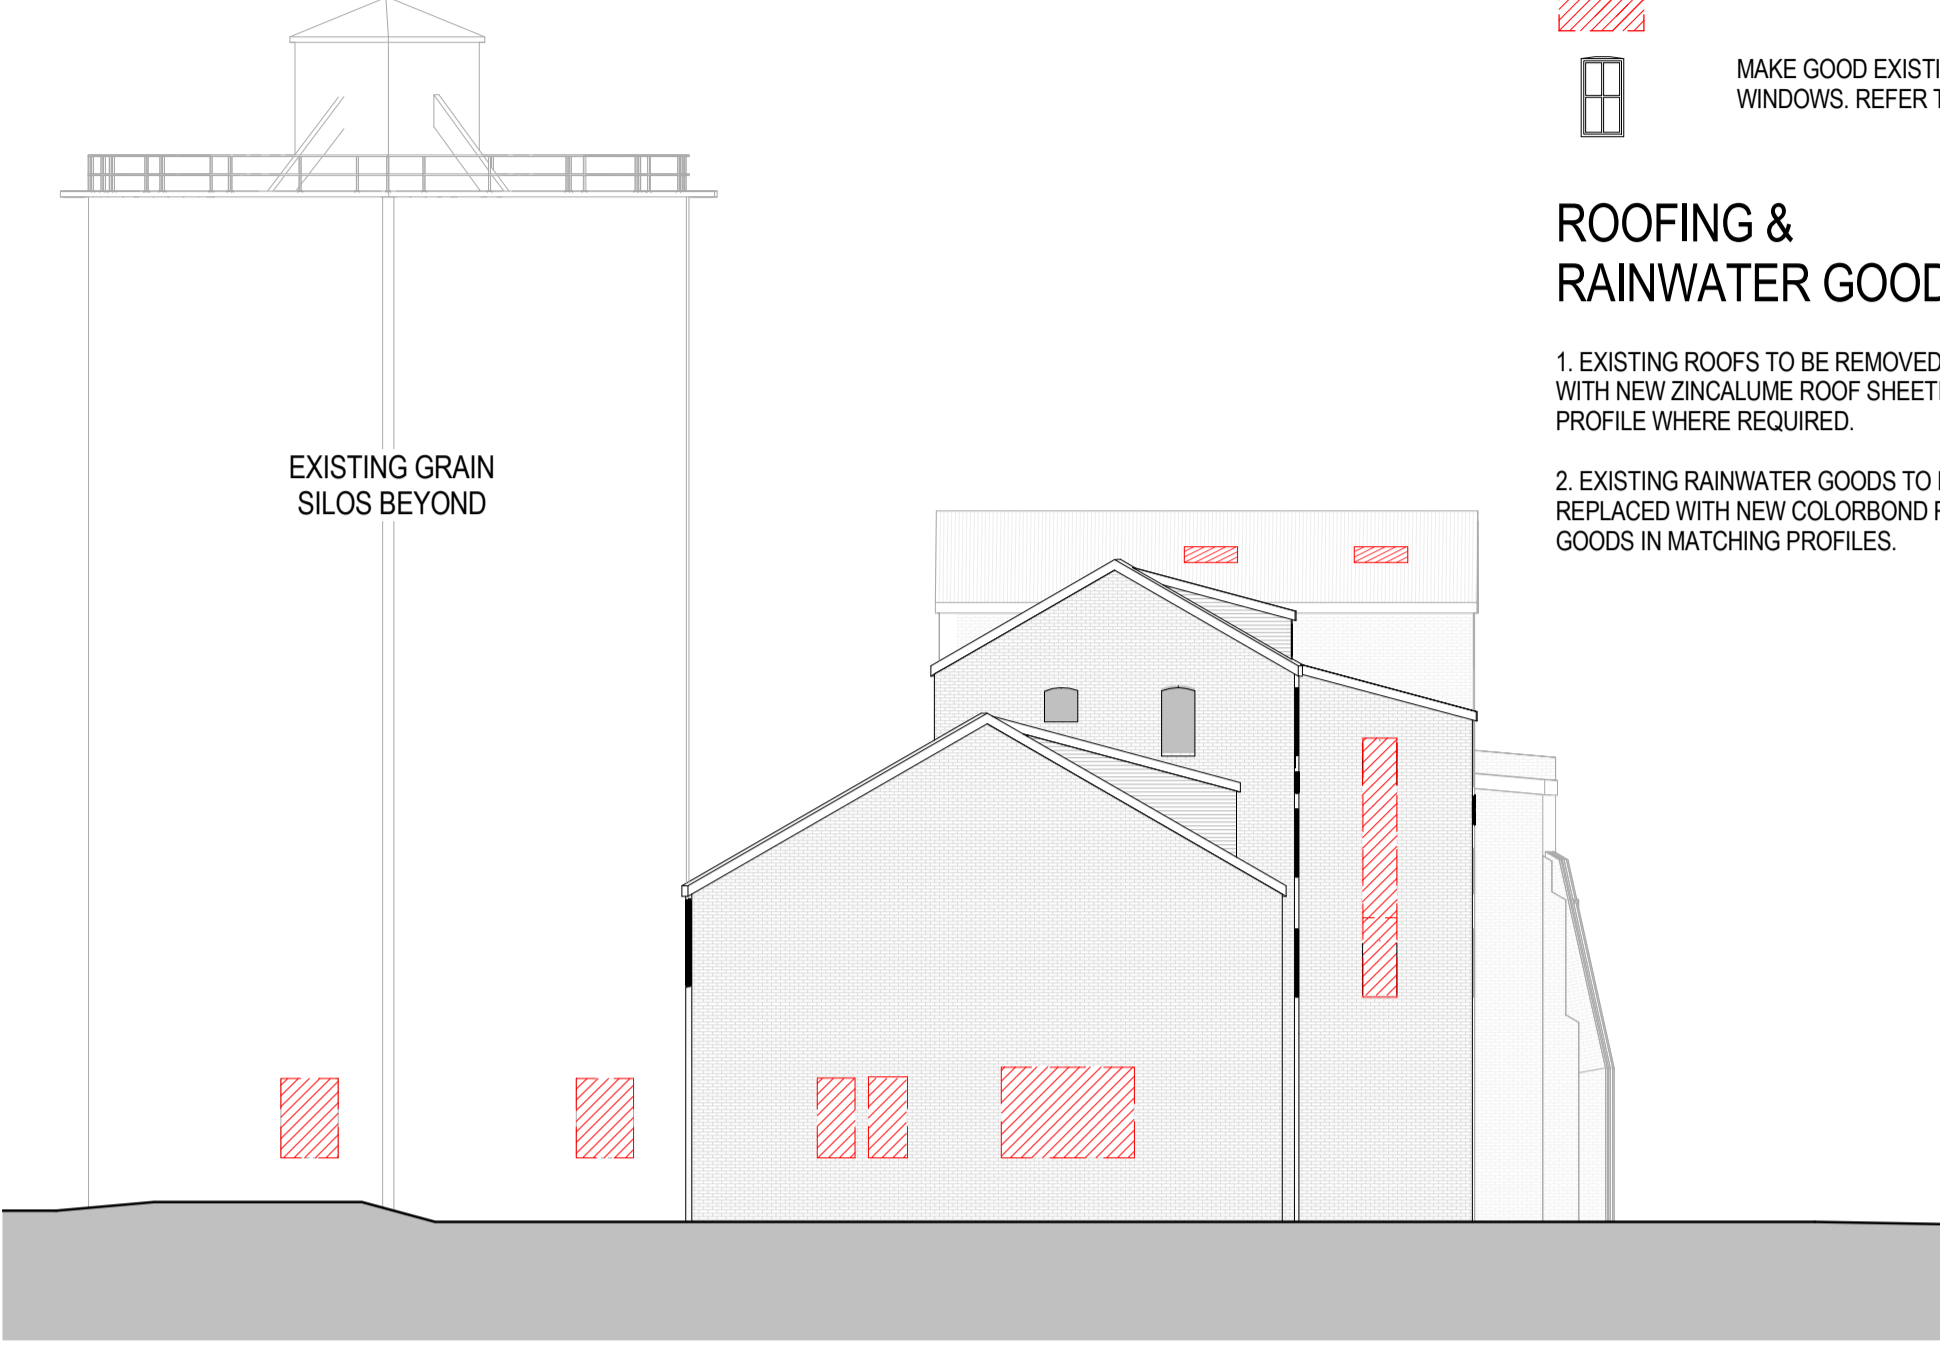 MAKE GOOD EXISTI
WINDOWS. REFER T
ROOFING &
RAINWATER GOOD
1. EXISTING ROOFS TO BE REMOVED
WITH NEW ZINCALUME ROOF SHEET
PROFILE WHERE REQUIRED.
2. EXISTING RAINWATER GOODS TO
REPLACED WITH NEW COLORBOND
GOODS IN MATCHING PROFILES.
EXISTING GRAIN
SILOS BEYOND